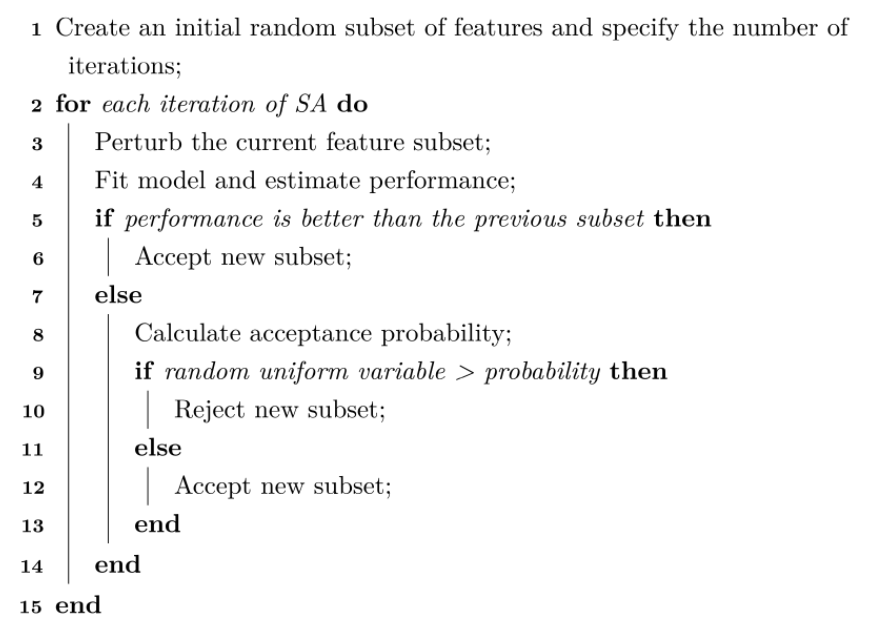 1 Create an initial random subset of features and specify the number of
iterations;
2 for each iteration of SA do
3 Perturb the current feature subset;
4 Fit model and estimate performance;
5 if performance is better than the previous subset then
6 Accept new subset;
7 else
8 Calculate acceptance probability;
9 if random uniform variable > probability then
10 Reject new subset;
11 else
12 Accept new subset;
13 end
14 end
15 end